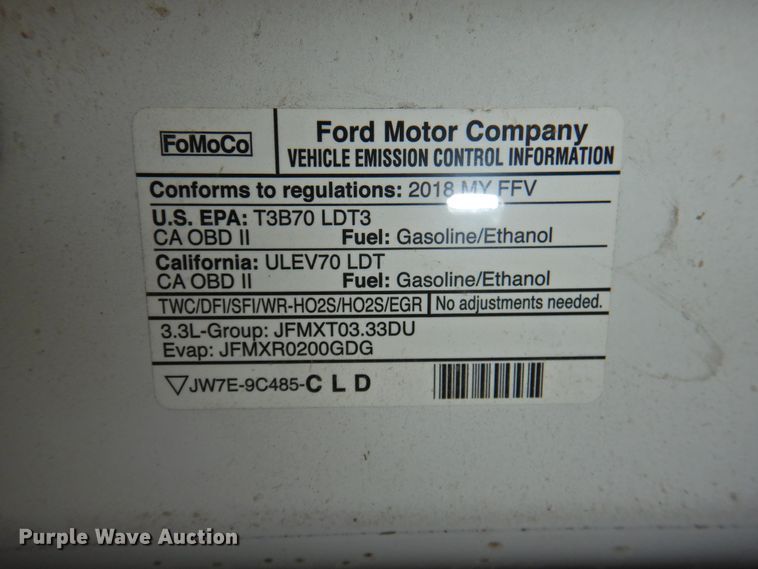 FoMoCo
Ford Motor Company
VEHICLE EMISSION CONTROL INFORMATION
Conforms to regulations: 2018 MY FFV
U.S. EPA: T3B70 LDT3
CA OBD II Fuel: Gasoline/Ethanol
California: ULEV70 LDT
CA OBD II Fuel: Gasoline/Ethanol
TWC/DFI/SFI/WR-HO2S/HO2S/EGR No adjustments needed.
3.3L-Group: JFMXT03.33DU
Evap: JFMXR0200GDG
JW7E-9C485-C L D
Purple Wave Auction